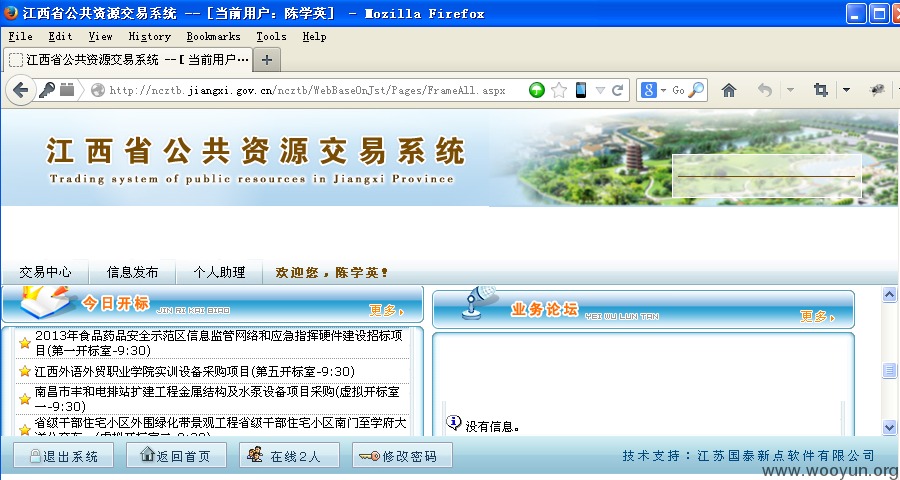 江西省公共资源交易系统 --［当前用户：陈学英］ - Mozilla Firefox
File Edit View History Bookmarks Tools Help
江西省公共资源交易系统 --［当前用户... +
http://ncztb.jiangxi.gov.cn/ncztb/WebBaseOnJst/Pages/FrameAll.aspx 8 Go
江西省公共资源交易系统
Trading system of public resources in Jiangxi Province
交易中心 信息发布 个人助理 欢迎您，陈学英！
今日开标 JIN RI KAI BIAO 更多
业务论坛 YEI WU LUN TAN 更多
2013年食品药品安全示范区信息监管网络和应急指挥硬件建设招标项
目(第一开标室-9:30)
江西外语外贸职业学院实训设备采购项目(第五开标室-9:30)
南昌市丰和电排站扩建工程金属结构及水泵设备项目采购(虚拟开标室
一-9:30)
省级干部住宅小区外围绿化带景观工程省级干部住宅小区南门至学府大
没有信息。
退出系统 返回首页 在线2人 修改密码 技术支持：江苏国泰新点软件有限公司
www.wooyun.org